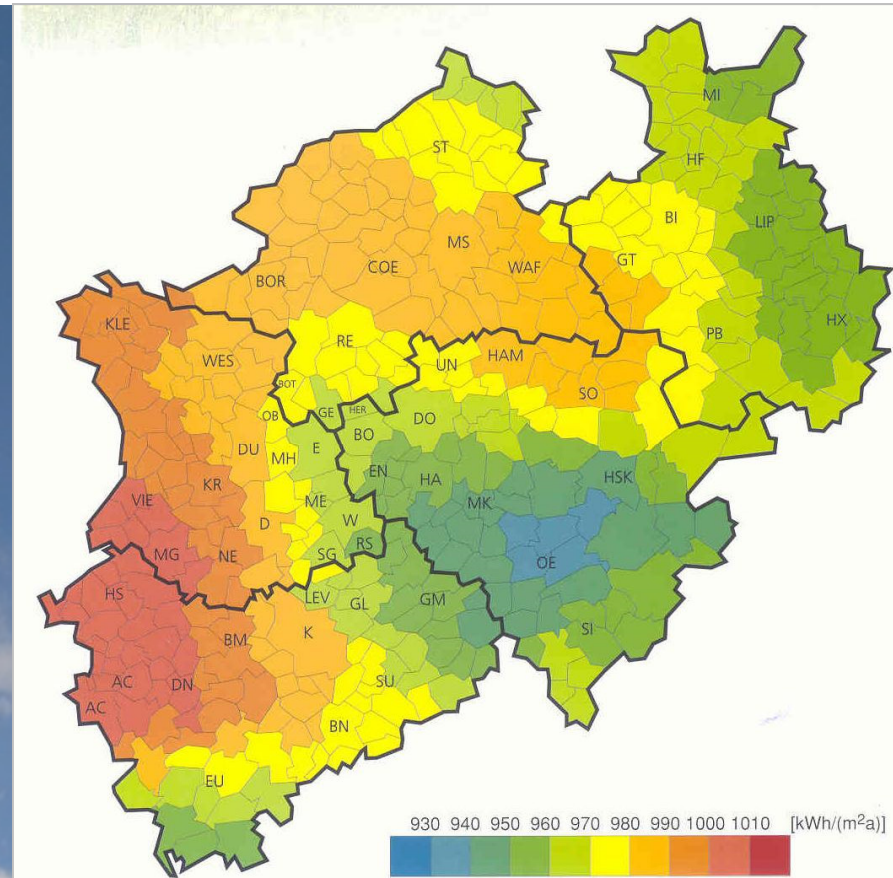 MI
ST
HF
BI
LIP
MS
GT
COE
WAF
BOR
KLE
HX
PB
RE
WES
HAM
UN
BOT
SO
GE
HER
OB
DO
BO
E
DU
MH
EN
HA
HSK
KR
ME
MK
VIE
D
W
RS
MG
NE
SG
OE
HS
LEV
GL
GM
K
SI
BM
AC
DN
SU
AC
BN
EU
930 940 950 960 970 980 990 1000 1010 [kWh/(m²a)]